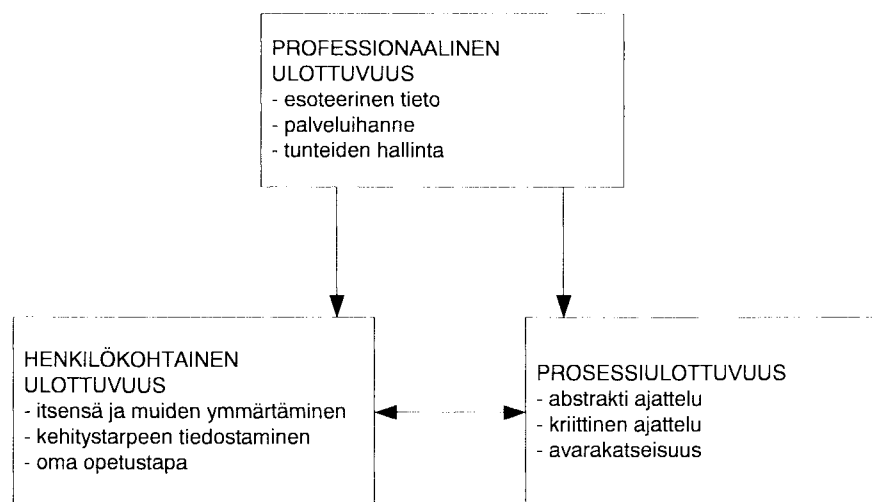 PROFESSIONAALINEN
ULOTTUVUUS
- esoteerinen tieto
- palveluihanne
- tunteiden hallinta
HENKILÖKOHTAINEN
ULOTTUVUUS
- itsensä ja muiden ymmärtäminen
- kehitystarpeen tiedostaminen
- oma opetustapa
PROSESSIULOTTUVUUS
- abstrakti ajattelu
- kriittinen ajattelu
- avarakatseisuus